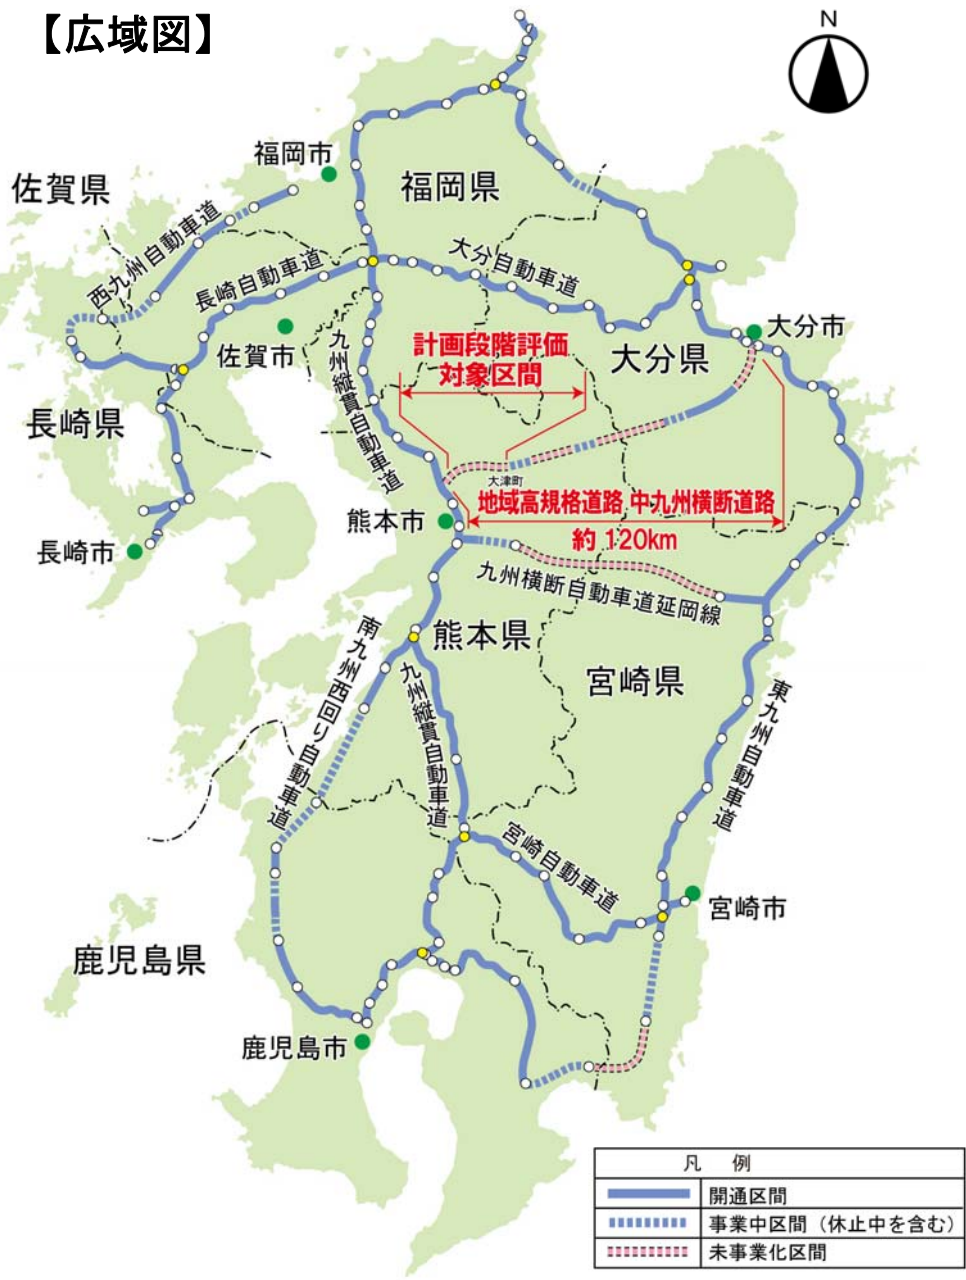 【広域図】
N
福岡市
佐賀県
福岡県
西九州自動車道
長崎自動車道
大分自動車道
大分市
佐賀市
九州縦貫自動車道
計画段階評価
対象区間
大分県
長崎県
大津町
地域高規格道路 中九州横断道路
熊本市
約 120km
長崎市
九州横断自動車道延岡線
南九州西回り自動車道
熊本県
九州縦貫自動車道
宮崎県
東九州自動車道
宮崎自動車道
宮崎市
鹿児島県
鹿児島市
凡 例
開通区間
事業中区間（休止中を含む）
未事業化区間